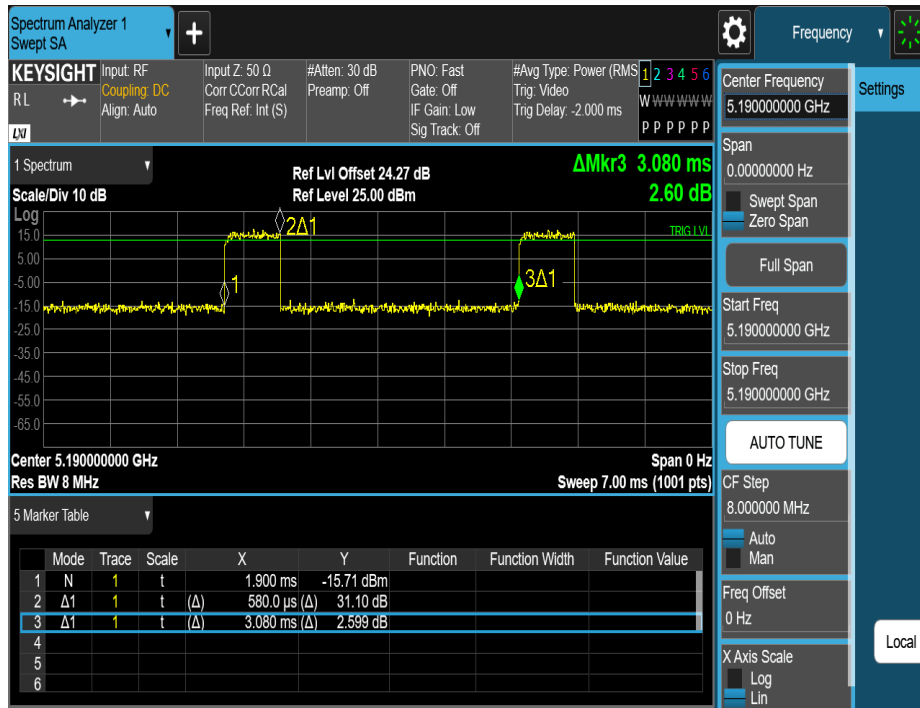 Spectrum Analyzer 1
Swept SA
+
Frequency
KEYSIGHT
R L
LXI
Input: RF
Coupling: DC
Align: Auto
Input Z: 50 Ω
Corr CCorr RCal
Freq Ref: Int (S)
#Atten: 30 dB
Preamp: Off
PNO: Fast
Gate: Off
IF Gain: Low
Sig Track: Off
#Avg Type: Power (RMS
Trig: Video
Trig Delay: -2.000 ms
1 2 3 4 5 6
W W W W W W
P P P P P P
1 Spectrum
Scale/Div 10 dB
Log
Ref Lvl Offset 24.27 dB
Ref Level 25.00 dBm
ΔMkr3 3.080 ms
2.60 dB
15.0
5.00
-5.00
-15.0
-25.0
-35.0
-45.0
-55.0
-65.0
TRIG LVL
2Δ1
1
3Δ1
Center 5.190000000 GHz
Res BW 8 MHz
Span 0 Hz
Sweep 7.00 ms (1001 pts)
5 Marker Table
Mode Trace Scale X Y Function Function Width Function Value
1 N 1 t 1.900 ms -15.71 dBm
2 Δ1 1 t (Δ) 580.0 µs (Δ) 31.10 dB
3 Δ1 1 t (Δ) 3.080 ms (Δ) 2.599 dB
4
5
6
Center Frequency
5.190000000 GHz
Span
0.00000000 Hz
Swept Span
Zero Span
Full Span
Start Freq
5.190000000 GHz
Stop Freq
5.190000000 GHz
AUTO TUNE
CF Step
8.000000 MHz
Auto
Man
Freq Offset
0 Hz
X Axis Scale
Log
Lin
Settings
Local